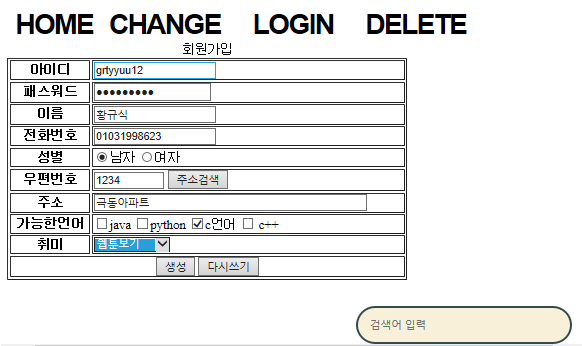 HOME CHANGE LOGIN DELETE
회원가입
아이디 grtyyuu12
패스워드 •••••••••
이름 황규식
전화번호 01031998623
성별 남자 여자
우편번호 1234 주소검색
주소 극동아파트
가능한언어 java python c언어 c++
취미 웹툰보기
생성 다시쓰기
검색어 입력